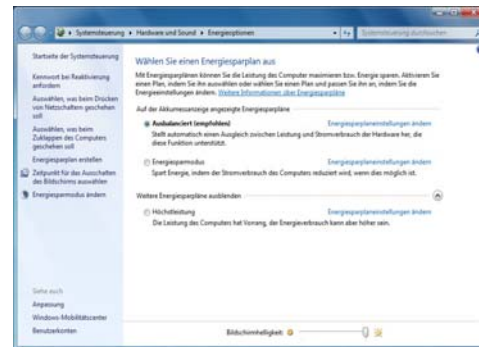 Systemsteuerung ▸ Hardware und Sound ▸ Energieoptionen
Systemsteuerung durchsuchen
Startseite der Systemsteuerung
Kennwort bei Reaktivierung
anfordern
Auswählen, was beim Drücken
von Netzschaltern geschehen
soll
Auswählen, was beim
Zuklappen des Computers
geschehen soll
Energiesparplan erstellen
Zeitpunkt für das Ausschalten
des Bildschirms auswählen
Energiesparmodus ändern
Siehe auch
Anpassung
Windows-Mobilitätscenter
Benutzerkonten
Wählen Sie einen Energiesparplan aus
Mit Energiesparplänen können Sie die Leistung des Computer maximieren bzw. Energie sparen. Aktivieren Sie
einen Plan, indem Sie ihn auswählen oder wählen Sie einen Plan und passen Sie ihn an, indem Sie die
Energieeinstellungen ändern. Weitere Informationen über Energiesparpläne
Auf der Akkumessanzeige angezeigte Energiesparpläne
Ausbalanciert (empfohlen) Energiesparplaneinstellungen ändern
Stellt automatisch einen Ausgleich zwischen Leistung und Stromverbrauch der Hardware her, die
diese Funktion unterstützt.
Energiesparmodus Energiesparplaneinstellungen ändern
Spart Energie, indem der Stromverbrauch des Computers reduziert wird, wenn dies möglich ist.
Weitere Energiesparpläne ausblenden
Höchstleistung Energiesparplaneinstellungen ändern
Die Leistung des Computers hat Vorrang, der Energieverbrauch kann aber höher sein.
Bildschirmhelligkeit: